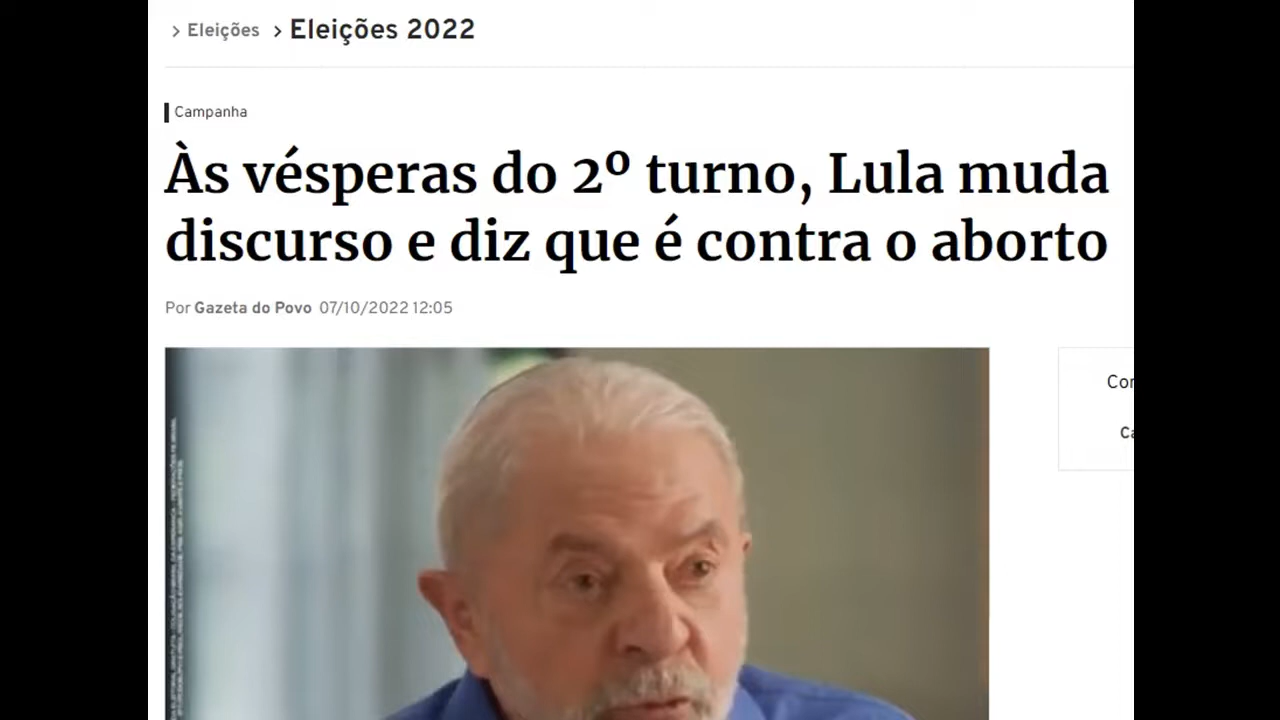 > Eleições > Eleições 2022
Campanha
Às vésperas do 2º turno, Lula muda
discurso e diz que é contra o aborto
Por Gazeta do Povo 07/10/2022 12:05